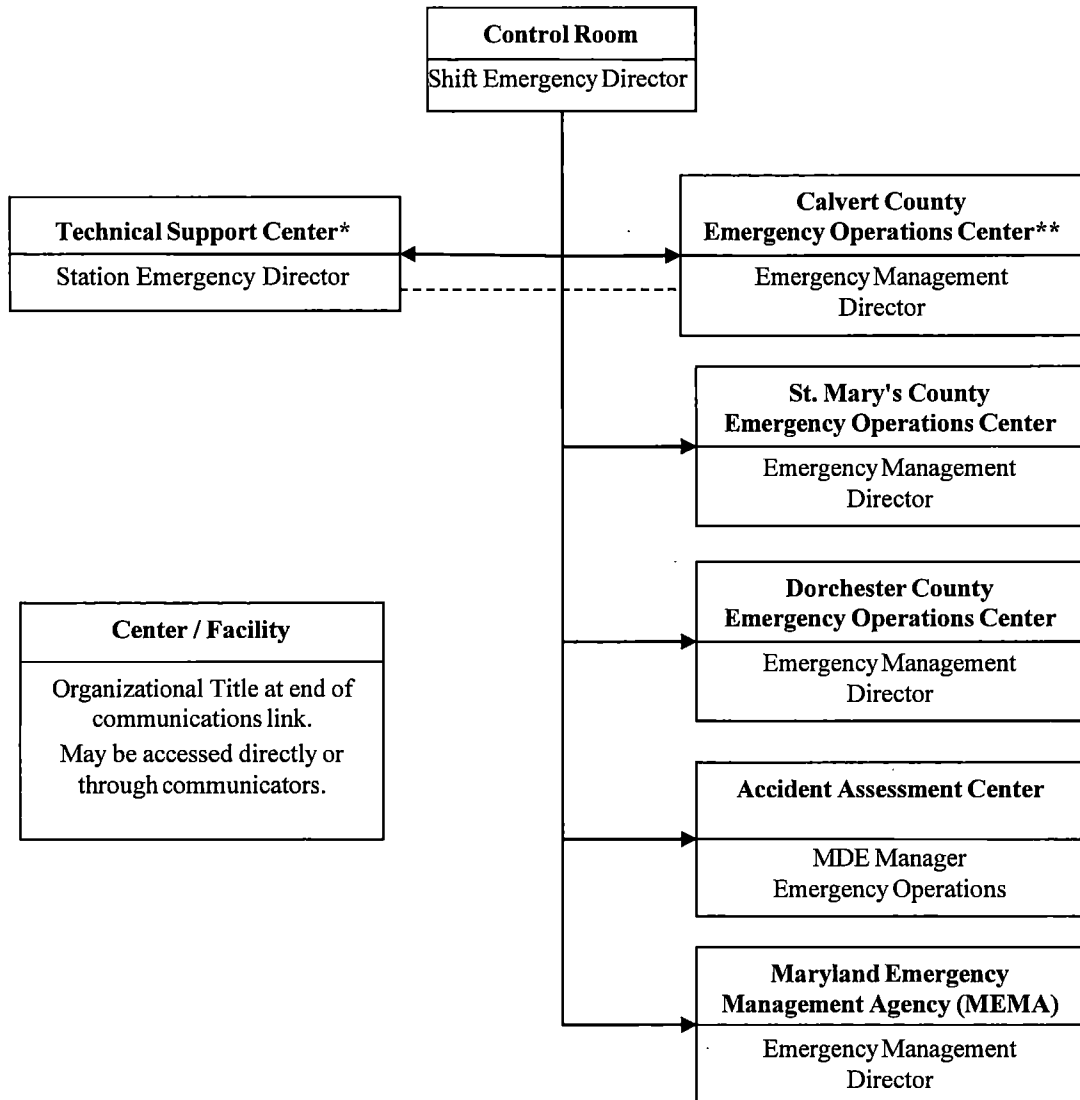 Control Room
Shift Emergency Director
Technical Support Center*
Station Emergency Director
Calvert County
Emergency Operations Center**
Emergency Management
Director
St. Mary's County
Emergency Operations Center
Emergency Management
Director
Dorchester County
Emergency Operations Center
Emergency Management
Director
Center / Facility
Organizational Title at end of
communications link.
May be accessed directly or
through communicators.
Accident Assessment Center
MDE Manager
Emergency Operations
Maryland Emergency
Management Agency (MEMA)
Emergency Management
Director